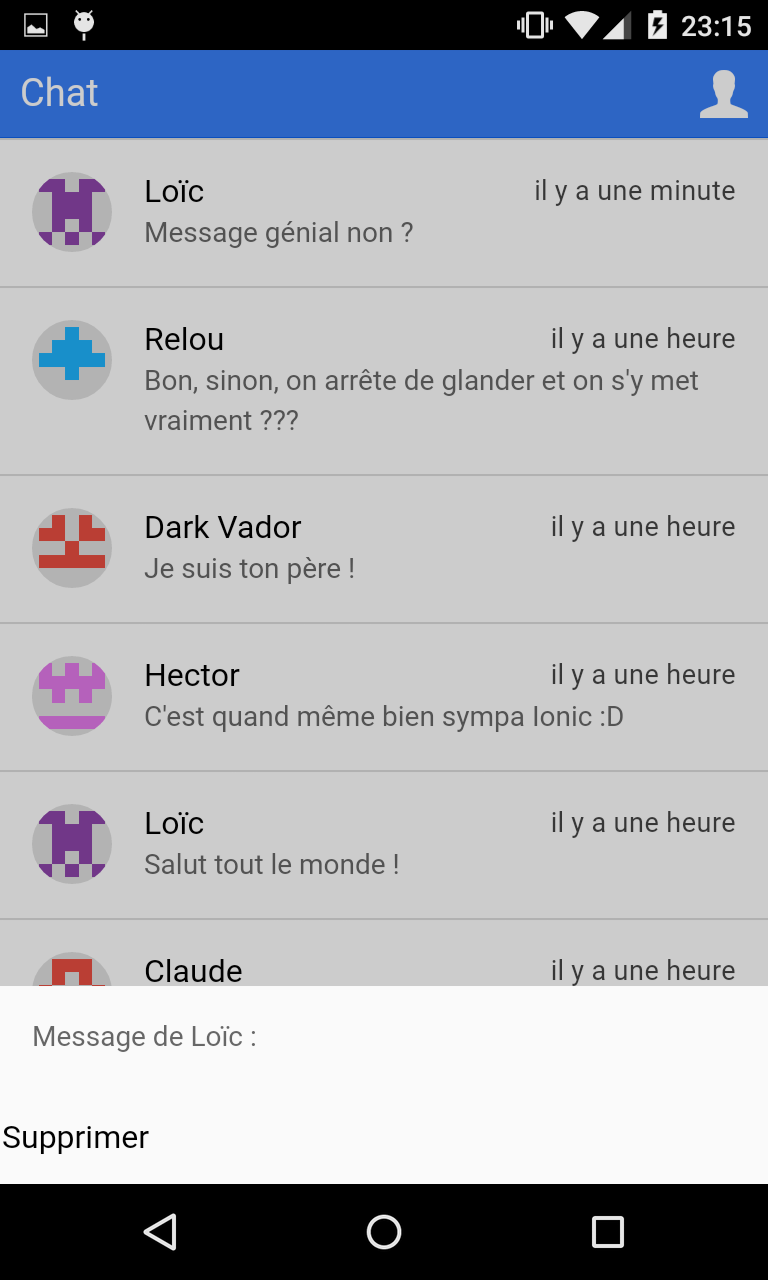 23:15
Chat
Loïc il y a une minute
Message génial non ?
Relou il y a une heure
Bon, sinon, on arrête de glander et on s'y met
vraiment ???
Dark Vador il y a une heure
Je suis ton père !
Hector il y a une heure
C'est quand même bien sympa Ionic :D
Loïc il y a une heure
Salut tout le monde !
Claude il y a une heure
Message de Loïc :
Supprimer